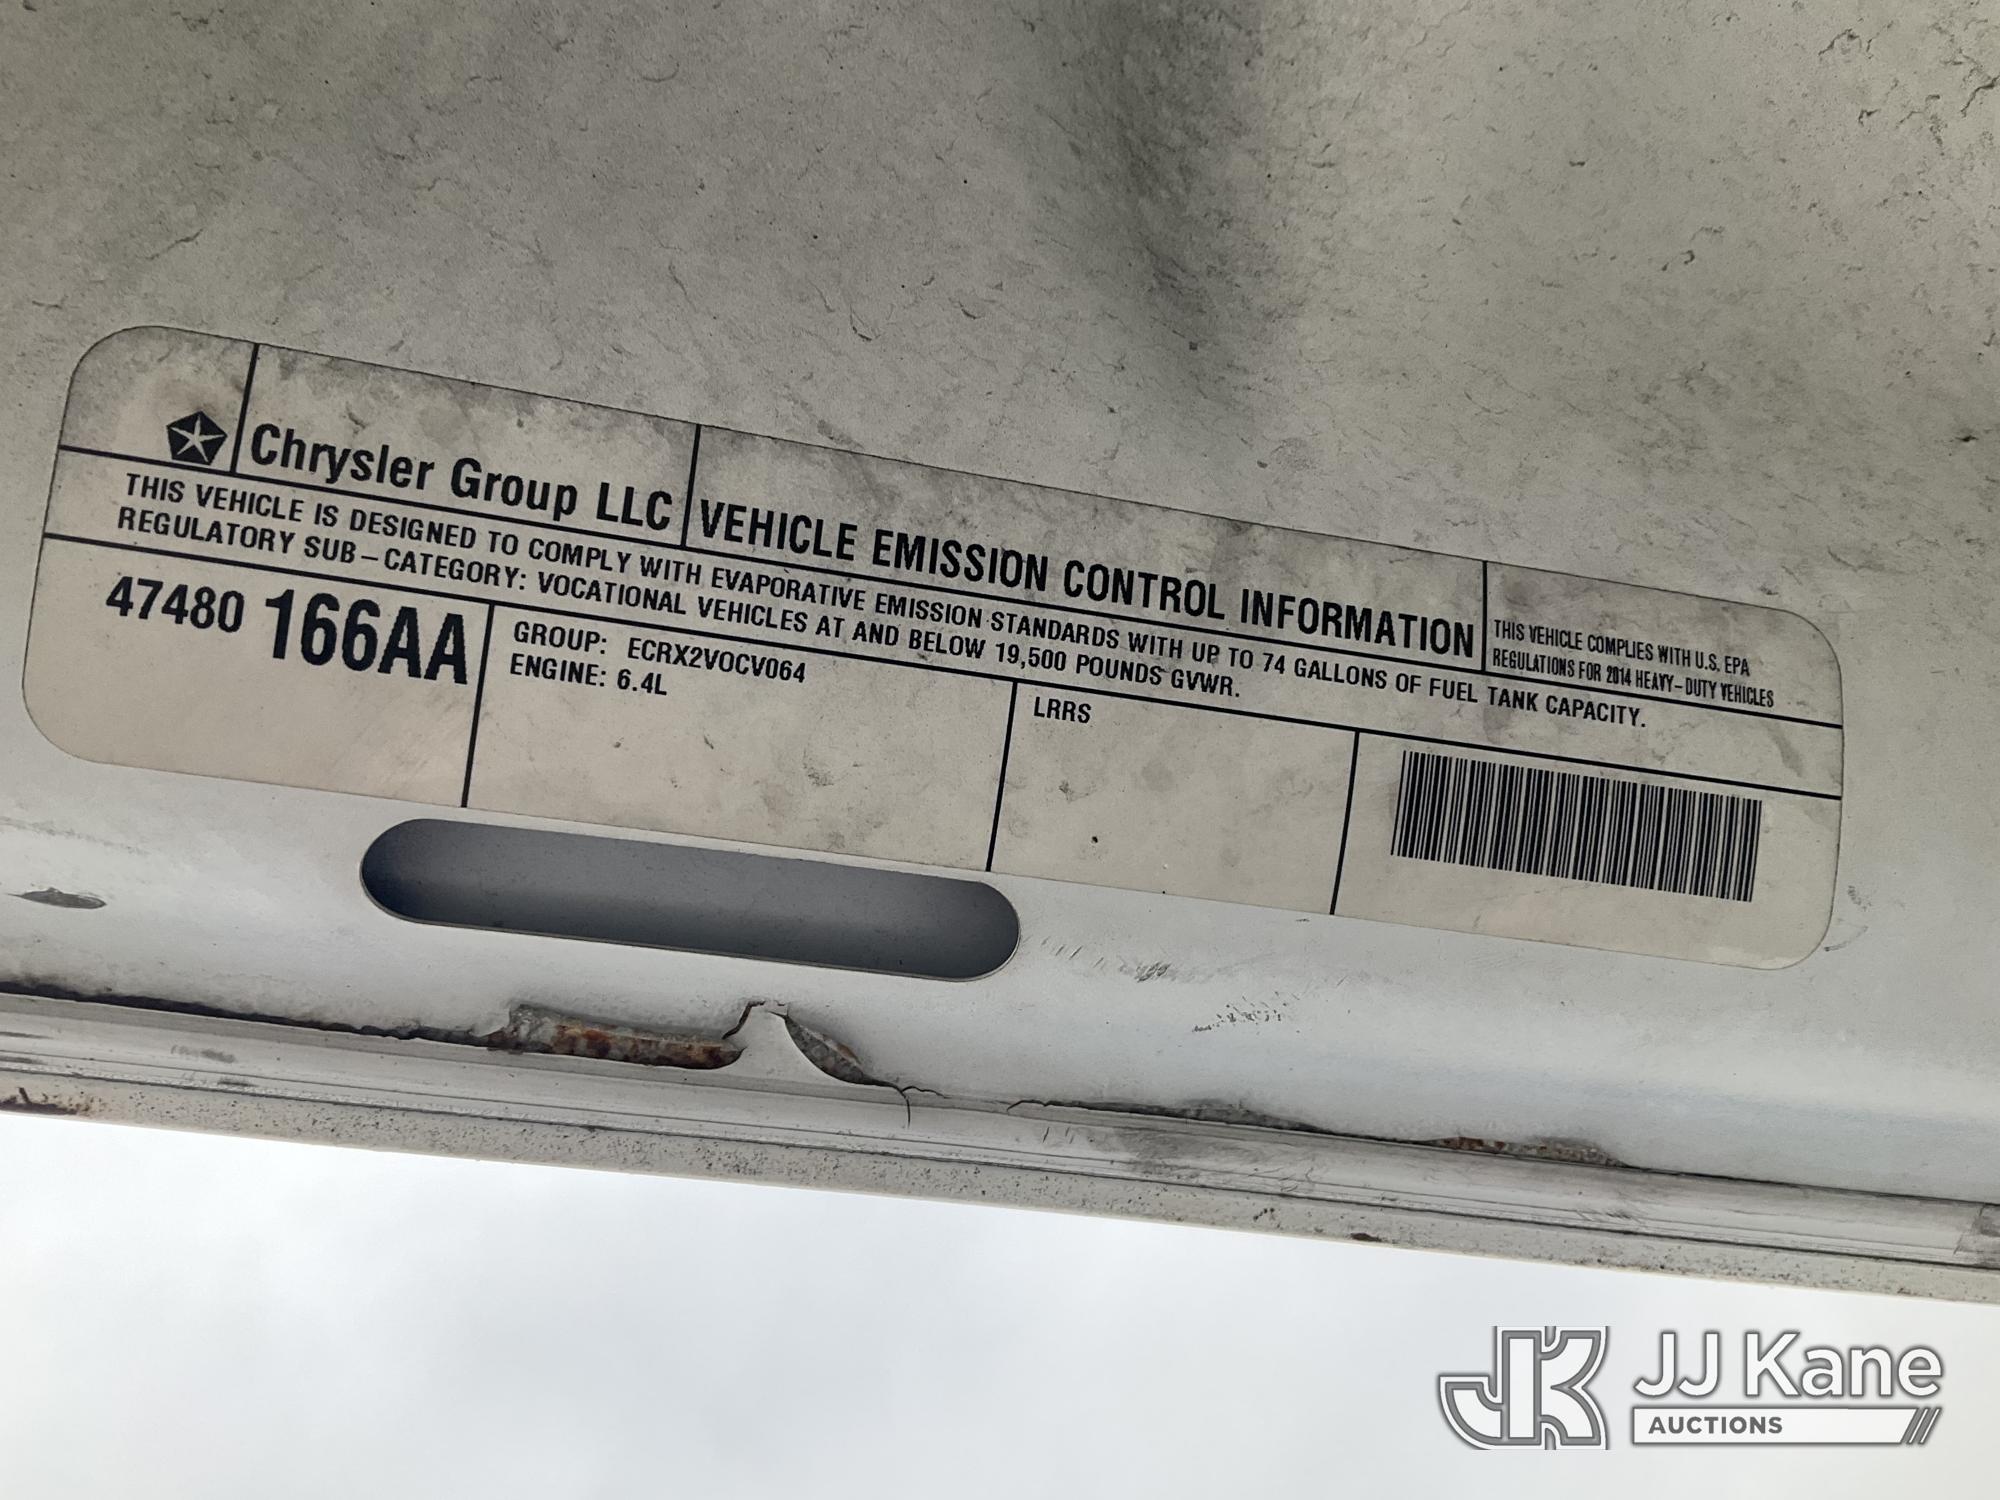 Chrysler Group LLC
VEHICLE EMISSION CONTROL INFORMATION
THIS VEHICLE COMPLIES WITH U.S. EPA
REGULATIONS FOR 2014 HEAVY-DUTY VEHICLES
THIS VEHICLE IS DESIGNED TO COMPLY WITH EVAPORATIVE EMISSION STANDARDS WITH UP TO 74 GALLONS OF FUEL TANK CAPACITY.
REGULATORY SUB-CATEGORY: VOCATIONAL VEHICLES AT AND BELOW 19,500 POUNDS GVWR.
47480 166AA
GROUP: ECRX2VOCV064
ENGINE: 6.4L
LRRS
JK JJ Kane
AUCTIONS